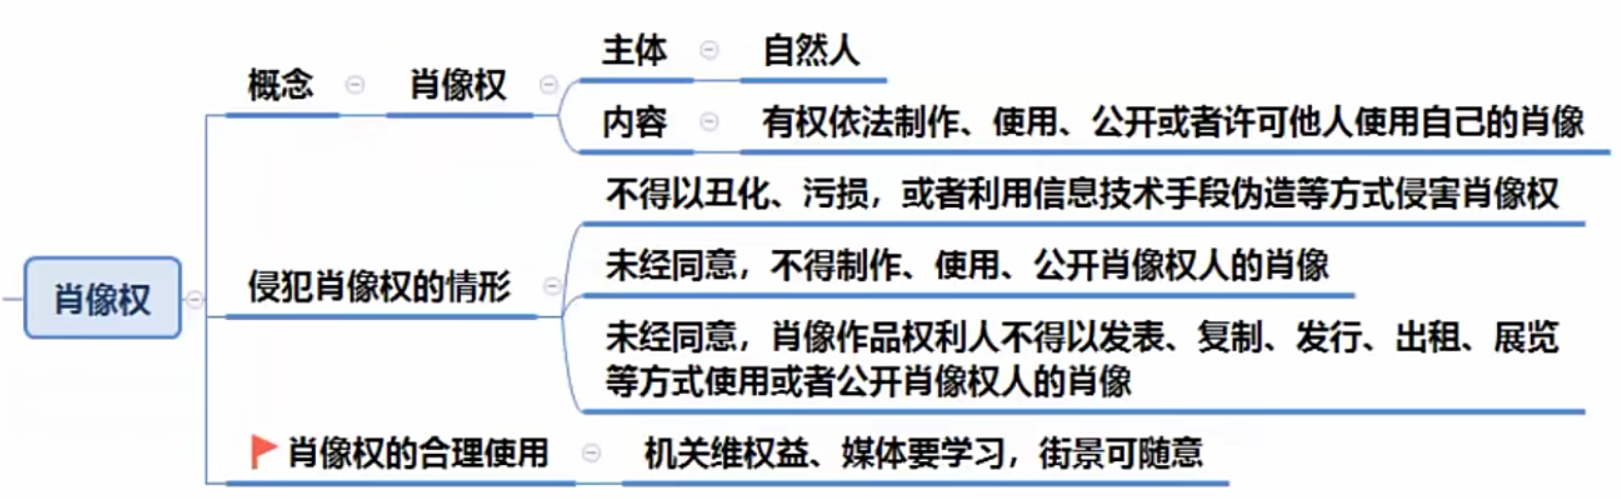 肖像权
概念
肖像权
主体
自然人
内容
有权依法制作、使用、公开或者许可他人使用自己的肖像
侵犯肖像权的情形
不得以丑化、污损，或者利用信息技术手段伪造等方式侵害肖像权
未经同意，不得制作、使用、公开肖像权人的肖像
未经同意，肖像作品权利人不得以发表、复制、发行、出租、展览
等方式使用或者公开肖像权人的肖像
肖像权的合理使用
机关维权益、媒体要学习，街景可随意